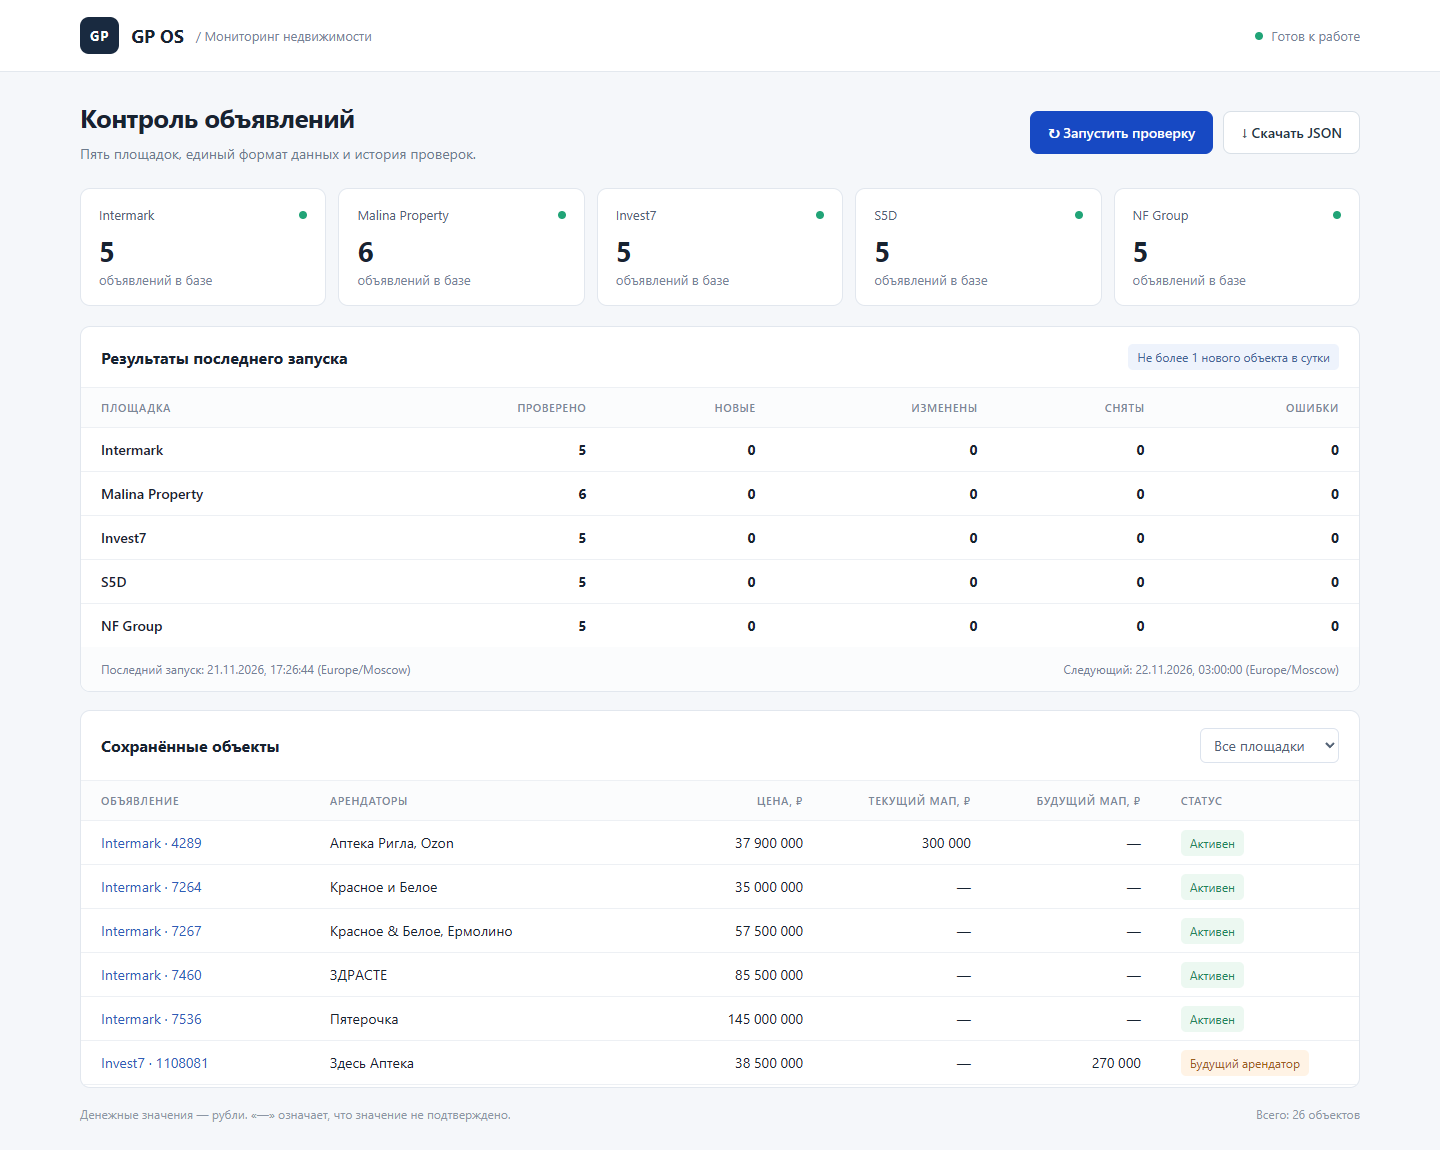 GP GP OS / Мониторинг недвижимости Готов к работе
Контроль объявлений
↻ Запустить проверку ↓ Скачать JSON
Пять площадок, единый формат данных и история проверок.
Intermark Malina Property Invest7 S5D NF Group
5 6 5 5 5
объявлений в базе объявлений в базе объявлений в базе объявлений в базе объявлений в базе
Результаты последнего запуска Не более 1 нового объекта в сутки
ПЛОЩАДКА ПРОВЕРЕНО НОВЫЕ ИЗМЕНЕНЫ СНЯТЫ ОШИБКИ
Intermark 5 0 0 0 0
Malina Property 6 0 0 0 0
Invest7 5 0 0 0 0
S5D 5 0 0 0 0
NF Group 5 0 0 0 0
Последний запуск: 21.11.2026, 17:26:44 (Europe/Moscow) Следующий: 22.11.2026, 03:00:00 (Europe/Moscow)
Сохранённые объекты Все площадки
ОБЪЯВЛЕНИЕ АРЕНДАТОРЫ ЦЕНА, ₽ ТЕКУЩИЙ МАП, ₽ БУДУЩИЙ МАП, ₽ СТАТУС
Intermark · 4289 Аптека Ригла, Ozon 37 900 000 300 000 — Активен
Intermark · 7264 Красное и Белое 35 000 000 — — Активен
Intermark · 7267 Красное & Белое, Ермолино 57 500 000 — — Активен
Intermark · 7460 ЗДРАСТЕ 85 500 000 — — Активен
Intermark · 7536 Пятерочка 145 000 000 — — Активен
Invest7 · 1108081 Здесь Аптека 38 500 000 — 270 000 Будущий арендатор
Денежные значения — рубли. «—» означает, что значение не подтверждено. Всего: 26 объектов